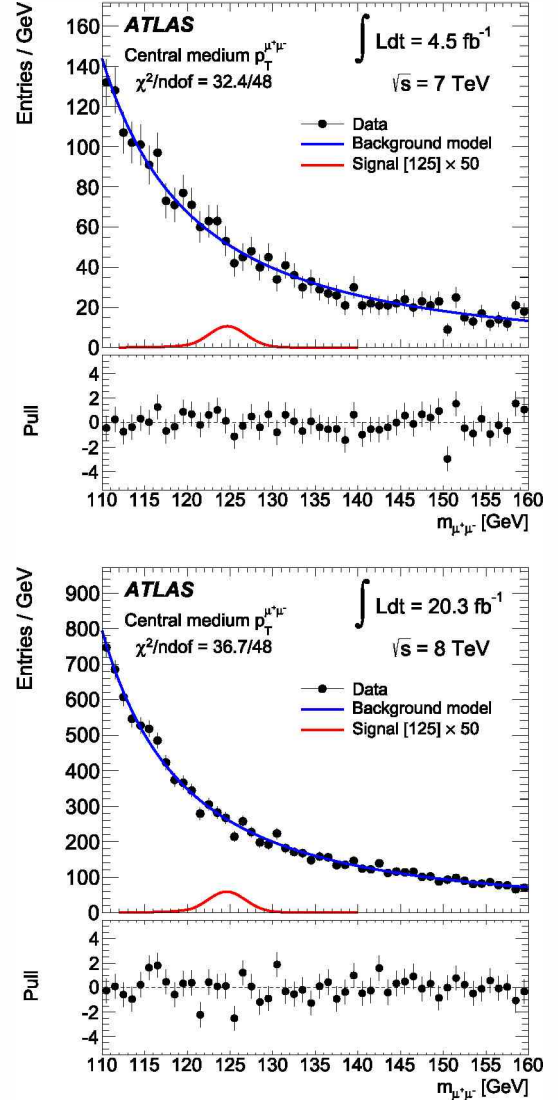 Entries / GeV
160
140
120
100
80
60
40
20
0
ATLAS
Central medium p_T^{μ⁺μ⁻}
χ²/ndof = 32.4/48
∫ Ldt = 4.5 fb⁻¹
√s = 7 TeV
Data
Background model
Signal [125] × 50
Pull
4
2
0
-2
-4
110 115 120 125 130 135 140 145 150 155 160
m_{μ⁺μ⁻} [GeV]
Entries / GeV
900
800
700
600
500
400
300
200
100
0
ATLAS
Central medium p_T^{μ⁺μ⁻}
χ²/ndof = 36.7/48
∫ Ldt = 20.3 fb⁻¹
√s = 8 TeV
Data
Background model
Signal [125] × 50
Pull
4
2
0
-2
-4
110 115 120 125 130 135 140 145 150 155 160
m_{μ⁺μ⁻} [GeV]